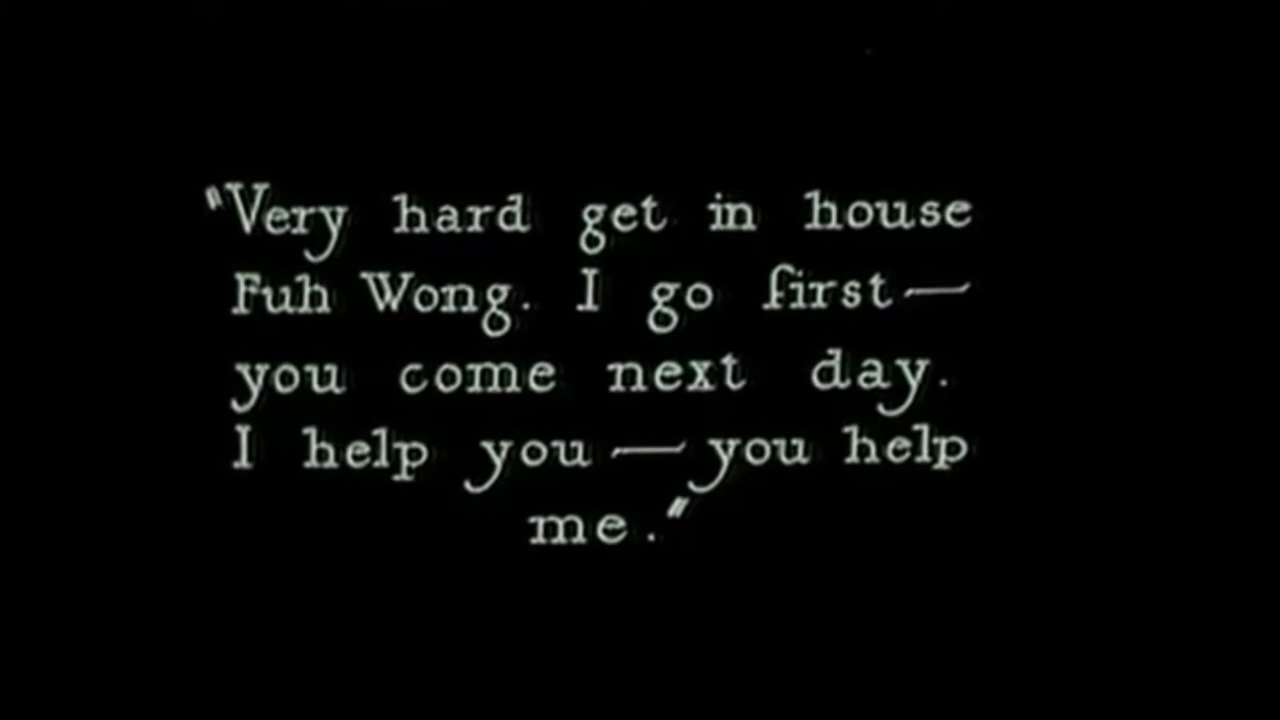 "Very hard get in house
Fuh Wong. I go first—
you come next day.
I help you — you help
me."